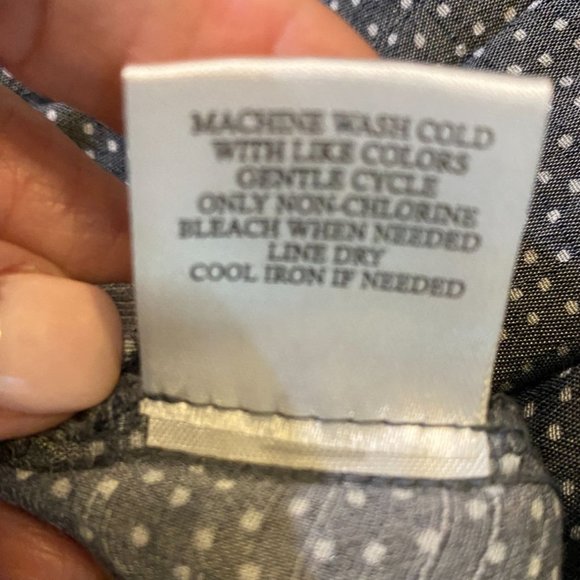 MACHINE WASH COLD
WITH LIKE COLORS
GENTLE CYCLE
ONLY NON-CHLORINE
BLEACH WHEN NEEDED
LINE DRY
COOL IRON IF NEEDED